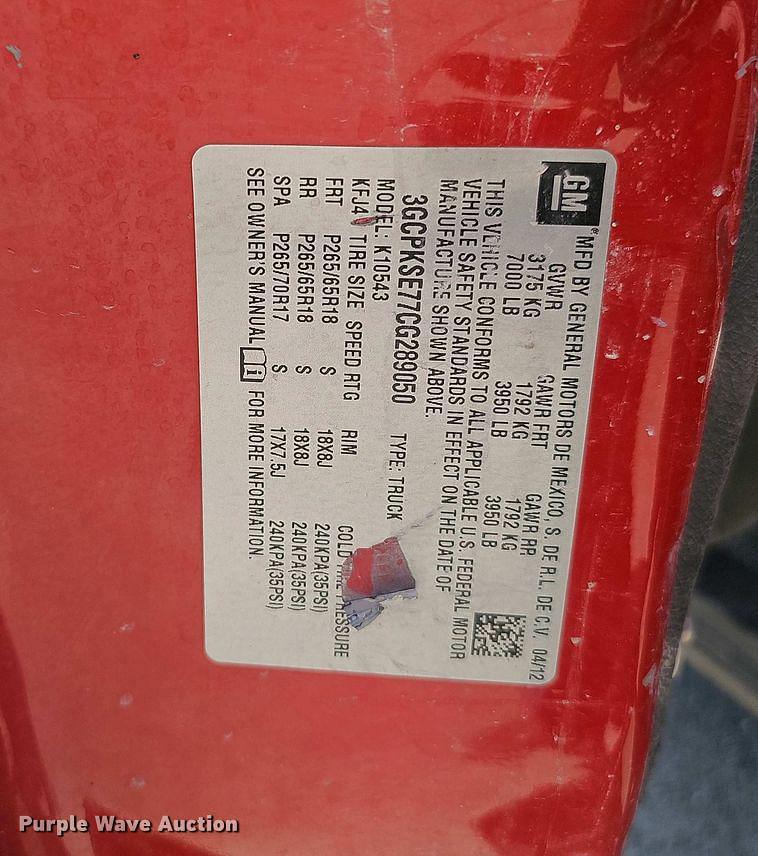 GM
® MFD BY GENERAL MOTORS DE MEXICO, S. DE R.L. DE C.V. 04/12
GVWR GAWR FRT GAWR RR
3175 KG 1792 KG 1792 KG
7000 LB 3950 LB 3950 LB
THIS VEHICLE CONFORMS TO ALL APPLICABLE U.S. FEDERAL MOTOR
VEHICLE SAFETY STANDARDS IN EFFECT ON THE DATE OF
MANUFACTURE SHOWN ABOVE.
3GCPKSE77CG289050 TYPE: TRUCK
MODEL: K10543
KFJ4 TIRE SIZE SPEED RTG RIM COLD TIRE PRESSURE
FRT P265/65R18 S 18X8J 240KPA(35PSI)
RR P265/65R18 S 18X8J 240KPA(35PSI)
SPA P265/70R17 S 17X7.5J 240KPA(35PSI)
SEE OWNER'S MANUAL FOR MORE INFORMATION.
Purple Wave Auction